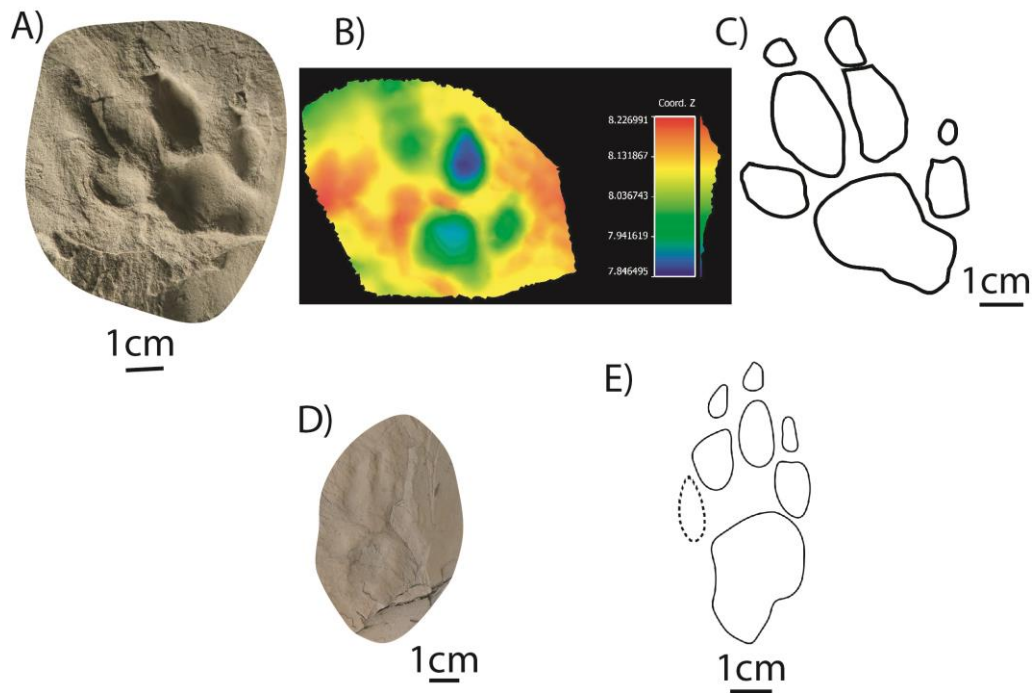 A)
B)
C)
Coord. Z
8.226991
8.131867
8.036743
7.941619
7.846495
1cm
1cm
D)
E)
1cm
1cm